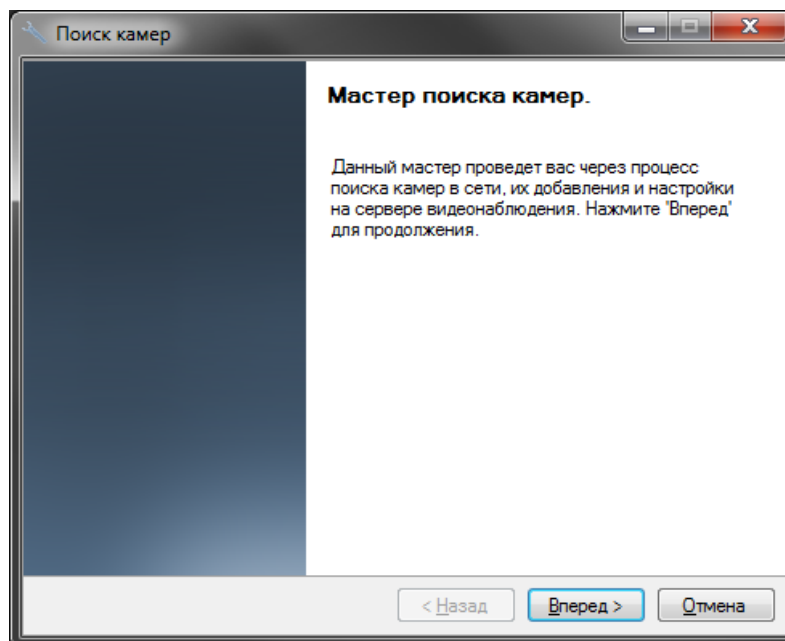 Поиск камер
Мастер поиска камер.
Данный мастер проведет вас через процесс
поиска камер в сети, их добавления и настройки
на сервере видеонаблюдения. Нажмите 'Вперед'
для продолжения.
< Назад
Вперед >
Отмена